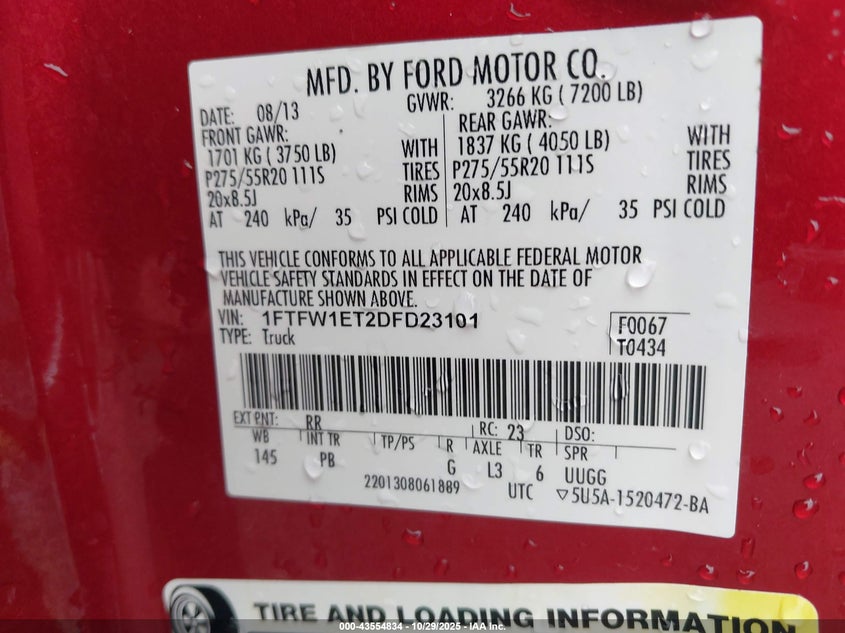 MFD. BY FORD MOTOR CO.
DATE: 08/13 GVWR: 3266 KG ( 7200 LB)
FRONT GAWR: REAR GAWR:
1701 KG ( 3750 LB) WITH 1837 KG ( 4050 LB) WITH
P275/55R20 111S TIRES P275/55R20 111S TIRES
20x8.5J RIMS 20x8.5J RIMS
AT 240 kPa/ 35 PSI COLD AT 240 kPa/ 35 PSI COLD
THIS VEHICLE CONFORMS TO ALL APPLICABLE FEDERAL MOTOR
VEHICLE SAFETY STANDARDS IN EFFECT ON THE DATE OF
MANUFACTURE SHOWN ABOVE.
VIN: 1FTFW1ET2DFD23101 F0067
TYPE: Truck T0434
EXT PNT: RR RC: 23 DSO:
WB INT TR TP/PS R AXLE TR SPR
145 PB G L3 6 UUGG
2201308061889 UTC ▽5U5A-1520472-BA
TIRE AND LOADING INFORMATION
000-43554834 - 10/29/2025 - IAA Inc.